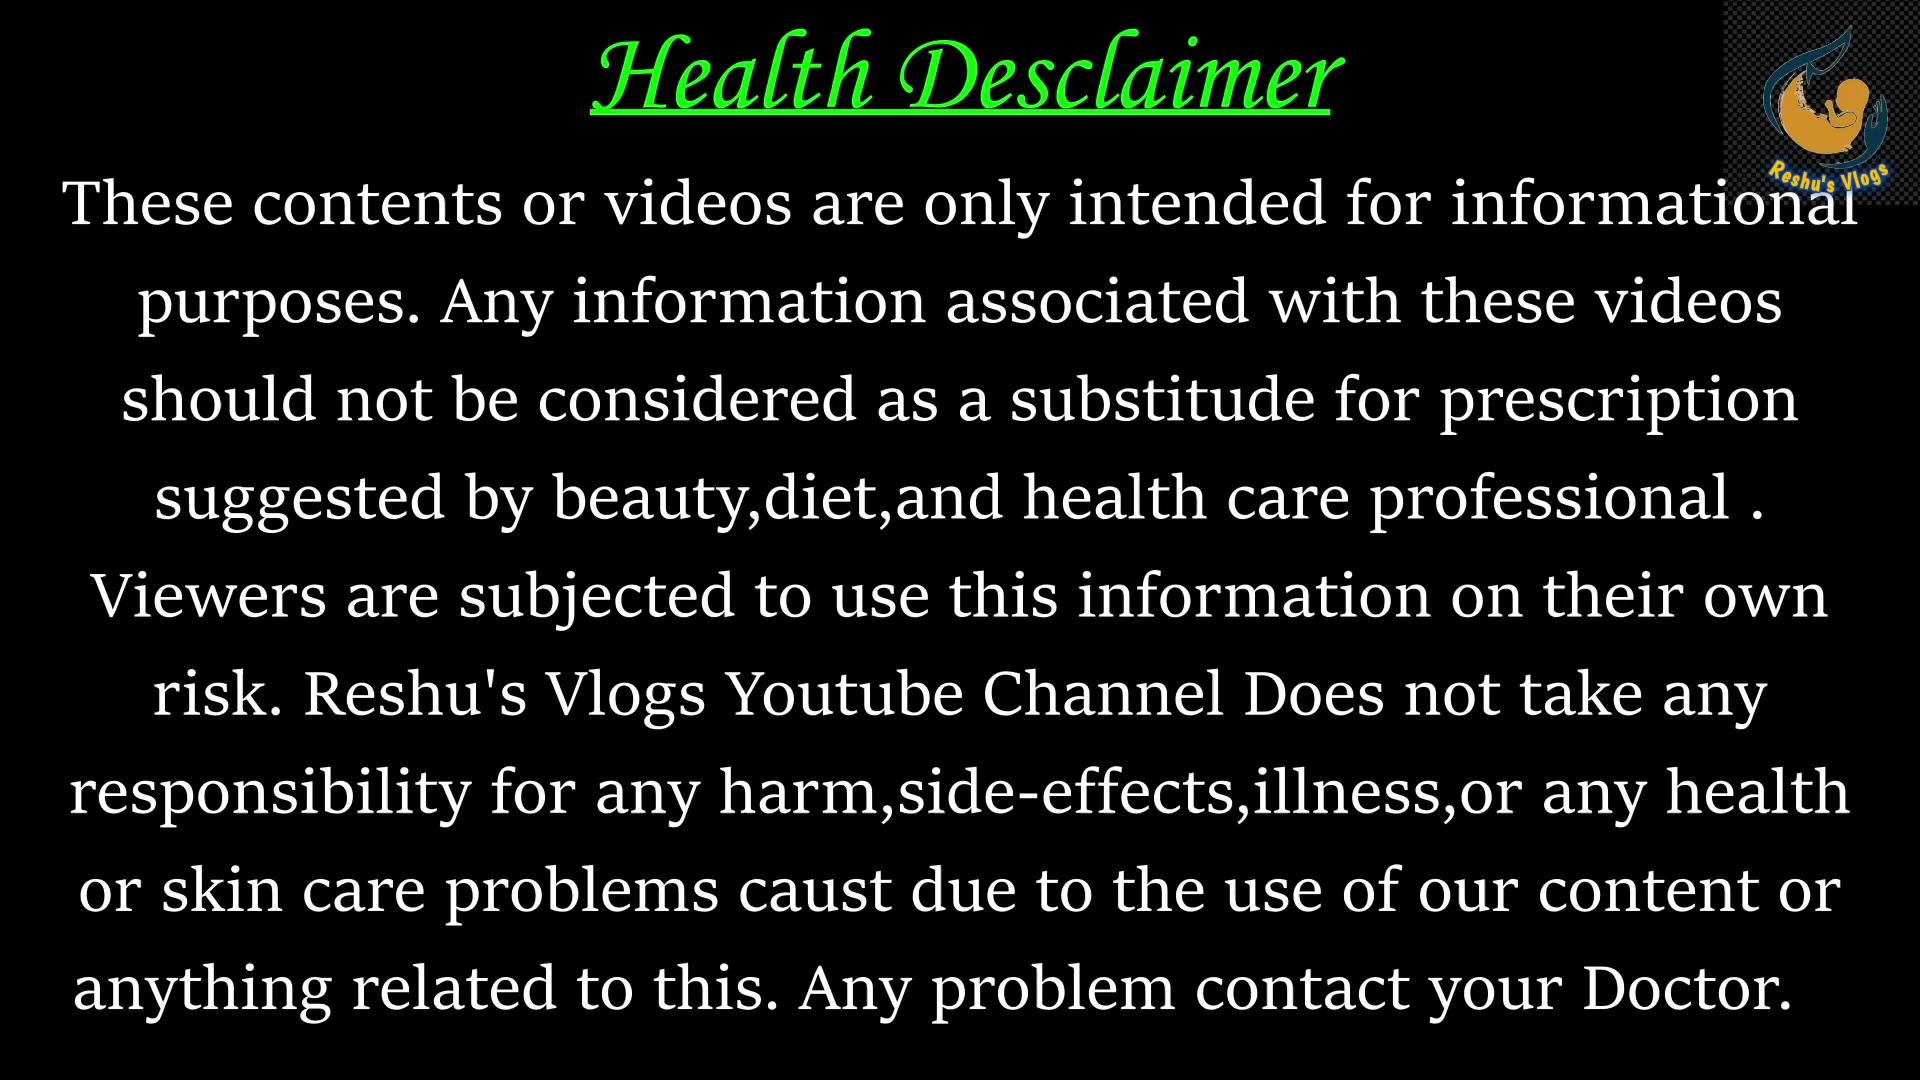 Health Desclaimer
Reshu's Vlogs
These contents or videos are only intended for informational
purposes. Any information associated with these videos
should not be considered as a substitude for prescription
suggested by beauty,diet,and health care professional .
Viewers are subjected to use this information on their own
risk. Reshu's Vlogs Youtube Channel Does not take any
responsibility for any harm,side-effects,illness,or any health
or skin care problems caust due to the use of our content or
anything related to this. Any problem contact your Doctor.